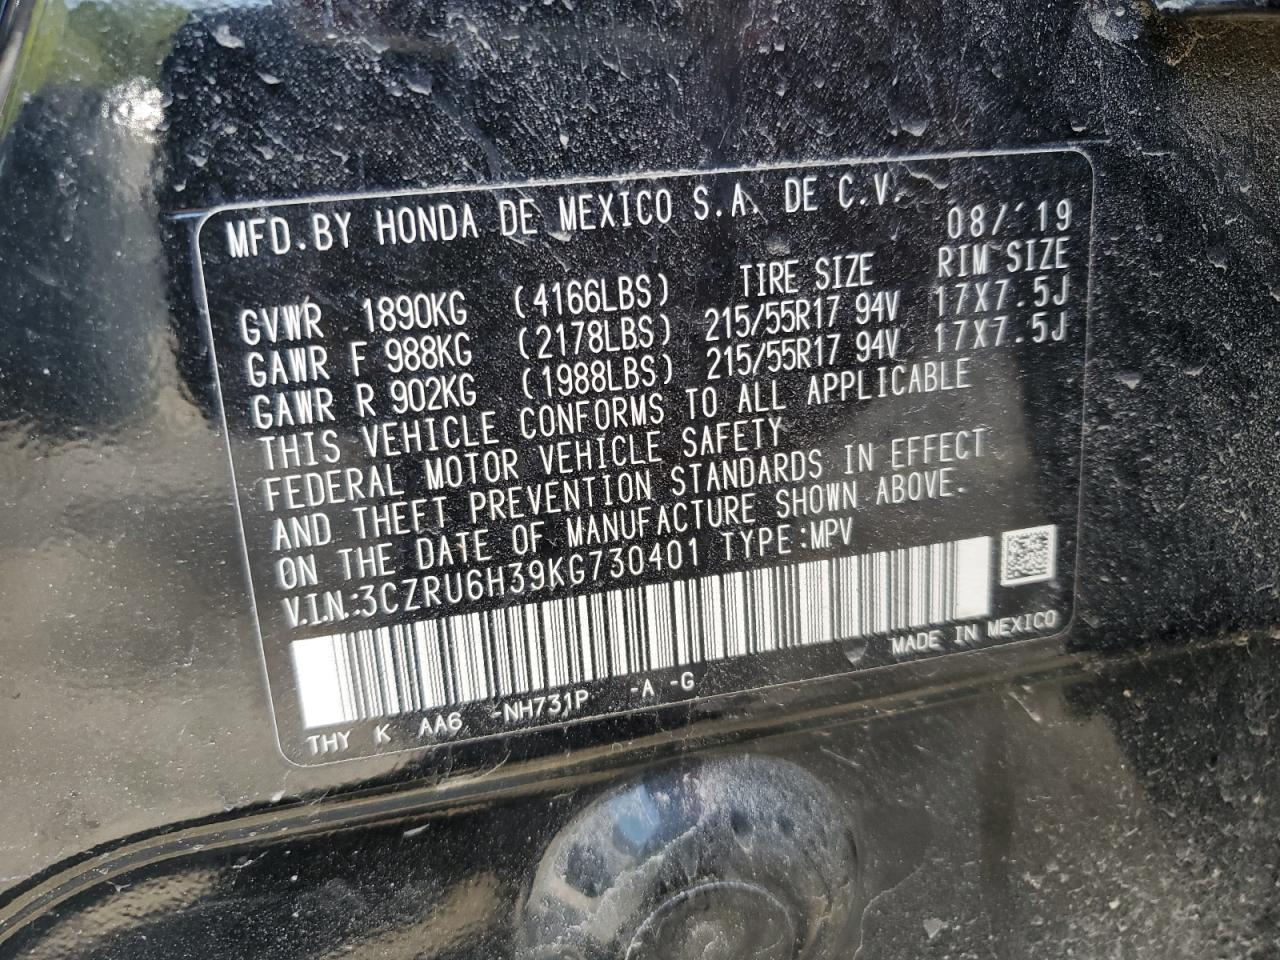 MFD.BY HONDA DE MEXICO S.A. DE C.V. 08/'19
GVWR 1890KG (4166LBS) TIRE SIZE RIM SIZE
GAWR F 988KG (2178LBS) 215/55R17 94V 17X7.5J
GAWR R 902KG (1988LBS) 215/55R17 94V 17X7.5J
THIS VEHICLE CONFORMS TO ALL APPLICABLE
FEDERAL MOTOR VEHICLE SAFETY
AND THEFT PREVENTION STANDARDS IN EFFECT
ON THE DATE OF MANUFACTURE SHOWN ABOVE.
V.I.N.:3CZRU6H39KG730401 TYPE:MPV
MADE IN MEXICO
THY K AA6 -NH731P -A -G